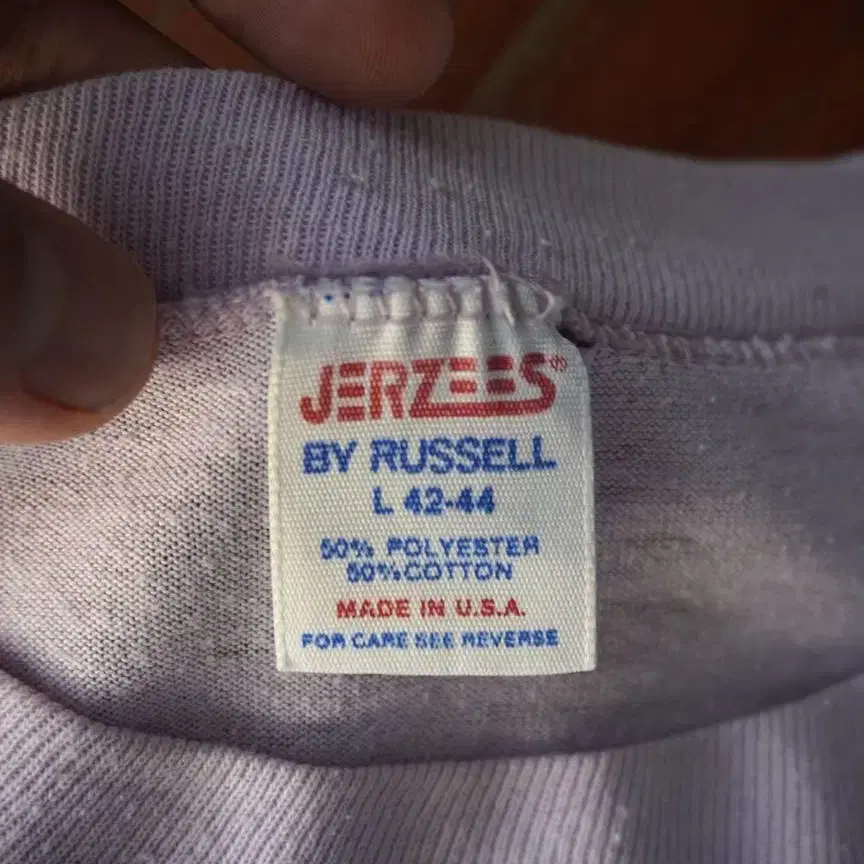 JERZEES®
BY RUSSELL
L 42-44
50% POLYESTER
50% COTTON
MADE IN U.S.A.
FOR CARE SEE REVERSE